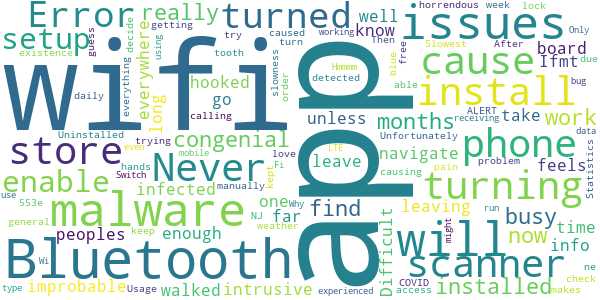 horrendous week lock
Error really turned issues
setup everywhere existence guess decide getting using try tooth caused turn working Then free know well After Slowest Only board due
everything hooked slowness detected cause Ifmt bug
wifi app
daily long go order calling blue able install ALERT take work
Uninstalled congenial unless months Unfortunately receiving data
store Never trying even hands Switch mobile love LTE Hmmmm leave navigate phone problem feels Statistics
enable infected manually kept Fi causing pain turning
malware one Why leaving busy run
553e use peoples enough far find Difficult will might now time
general NJ weather keep info
Bluetooth Wi walked scanner COVID ne
type improbable Usage intrusive experienced access installed check makes